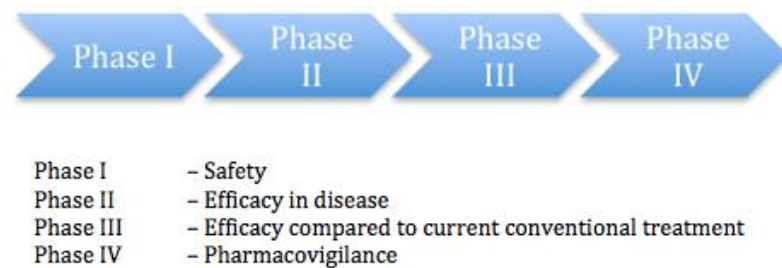 Phase I
Phase
II
Phase
III
Phase
IV
Phase I – Safety
Phase II – Efficacy in disease
Phase III – Efficacy compared to current conventional treatment
Phase IV – Pharmacovigilance